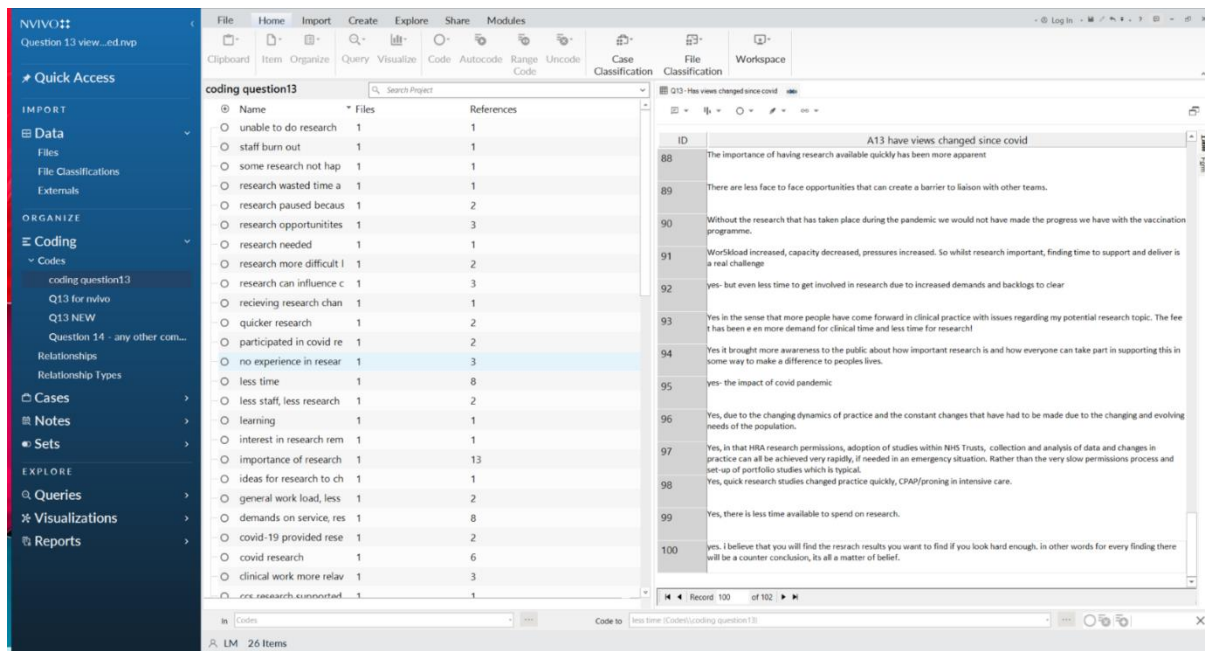 NVIVO
Question 13 view...ed.nvp
Quick Access
IMPORT
Data
Files
File Classifications
Externals
ORGANIZE
Coding
Codes
coding question13
Q13 for nvivo
Q13 NEW
Question 14 - any other com...
Relationships
Relationship Types
Cases
Notes
Sets
EXPLORE
Queries
Visualizations
Reports
File Home Import Create Explore Share Modules
Log In
Clipboard Item Organize Query Visualize Code Autocode Range Code Uncode Case Classification File Classification Workspace
coding question13
Search Project
Name Files References
unable to do research 1 1
staff burn out 1 1
some research not hap 1 1
research wasted time a 1 1
research paused becaus 1 2
research opportunitites 1 3
research needed 1 1
research more difficult l 1 2
research can influence c 1 3
recieving research chan 1 1
quicker research 1 2
participated in covid re 1 2
no experience in resear 1 3
less time 1 8
less staff, less research 1 2
learning 1 1
interest in research rem 1 1
importance of research 1 13
ideas for research to ch 1 1
general work load, less 1 2
demands on service, res 1 8
covid-19 provided rese 1 2
covid research 1 6
clinical work more relav 1 3
ccs research supported 1 1
Q13 - Has views changed since covid
ID A13 have views changed since covid
88 The importance of having research available quickly has been more apparent
89 There are less face to face opportunities that can create a barrier to liaison with other teams.
90 Without the research that has taken place during the pandemic we would not have made the progress we have with the vaccination
programme.
91 Wor5kload increased, capacity decreased, pressures increased. So whilst research important, finding time to support and deliver is
a real challenge
92 yes- but even less time to get involved in research due to increased demands and backlogs to clear
93 Yes in the sense that more people have come forward in clinical practice with issues regarding my potential research topic. The fee
t has been e en more demand for clinical time and less time for research!
94 Yes it brought more awareness to the public about how important research is and how everyone can take part in supporting this in
some way to make a difference to peoples lives.
95 yes- the impact of covid pandemic
96 Yes, due to the changing dynamics of practice and the constant changes that have had to be made due to the changing and evolving
needs of the population.
97 Yes, in that HRA research permissions, adoption of studies within NHS Trusts, collection and analysis of data and changes in
practice can all be achieved very rapidly, if needed in an emergency situation. Rather than the very slow permissions process and
set-up of portfolio studies which is typical.
98 Yes, quick research studies changed practice quickly, CPAP/proning in intensive care.
99 Yes, there is less time available to spend on research.
100 yes. i believe that you will find the resrach results you want to find if you look hard enough. in other words for every finding there
will be a counter conclusion, its all a matter of belief.
Record 100 of 102
In Codes Code to less time (Codes\\coding question13)
LM 26 Items